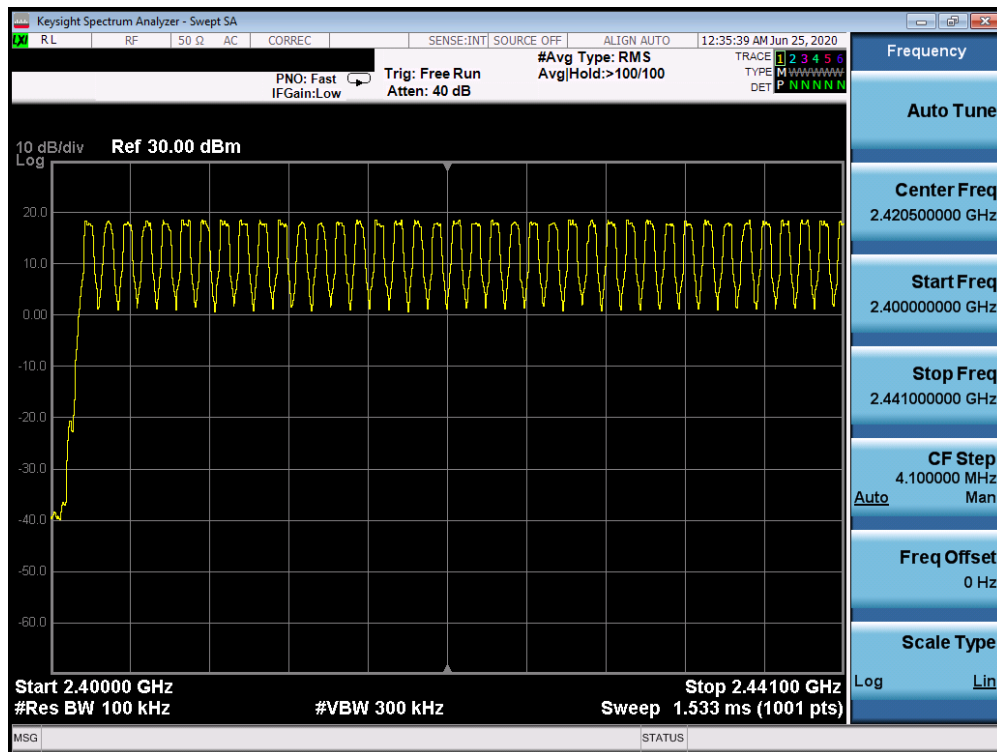 Keysight Spectrum Analyzer - Swept SA
LXI RL RF 50 Ω AC CORREC SENSE:INT SOURCE OFF ALIGN AUTO 12:35:39 AM Jun 25, 2020
PNO: Fast
IFGain:Low
Trig: Free Run
Atten: 40 dB
#Avg Type: RMS
Avg|Hold:>100/100
TRACE 1 2 3 4 5 6
TYPE M WWWWW
DET P N N N N N
10 dB/div
Log
Ref 30.00 dBm
20.0
10.0
0.00
-10.0
-20.0
-30.0
-40.0
-50.0
-60.0
Start 2.40000 GHz
Stop 2.44100 GHz
#Res BW 100 kHz
#VBW 300 kHz
Sweep 1.533 ms (1001 pts)
MSG
STATUS
Frequency
Auto Tune
Center Freq
2.420500000 GHz
Start Freq
2.400000000 GHz
Stop Freq
2.441000000 GHz
CF Step
4.100000 MHz
Auto Man
Freq Offset
0 Hz
Scale Type
Log Lin